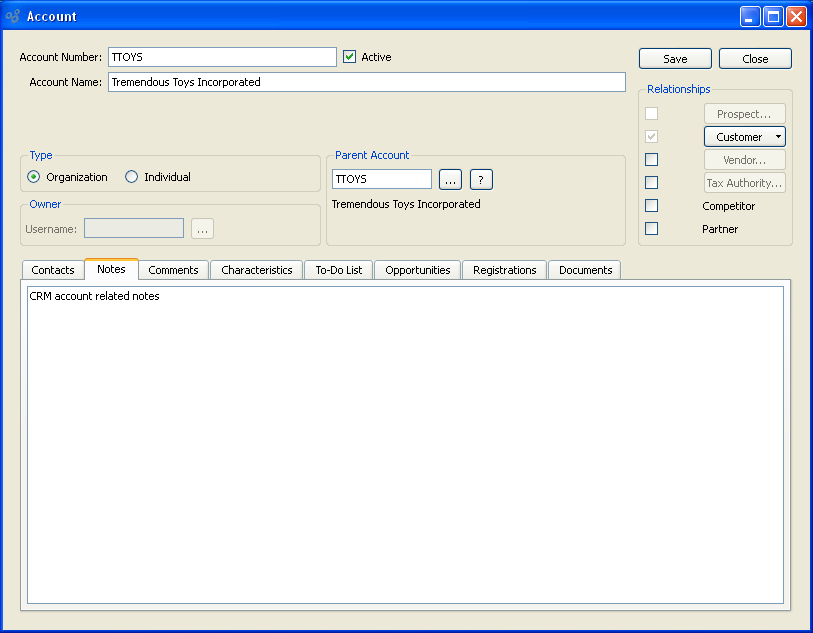 Account
Account Number: TTOYS Active Save Close
Account Name: Tremendous Toys Incorporated
Relationships
Prospect...
Customer
Vendor...
Tax Authority...
Competitor
Partner
Type
Organization Individual
Parent Account
TTOYS ... ?
Tremendous Toys Incorporated
Owner
Username: ...
Contacts Notes Comments Characteristics To-Do List Opportunities Registrations Documents
CRM account related notes